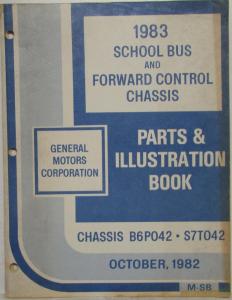 1983
SCHOOL BUS
AND
FORWARD CONTROL
CHASSIS
GENERAL
MOTORS
CORPORATION
PARTS &
ILLUSTRATION
BOOK
CHASSIS B6P042 • S7T042
OCTOBER, 1982
M-SB